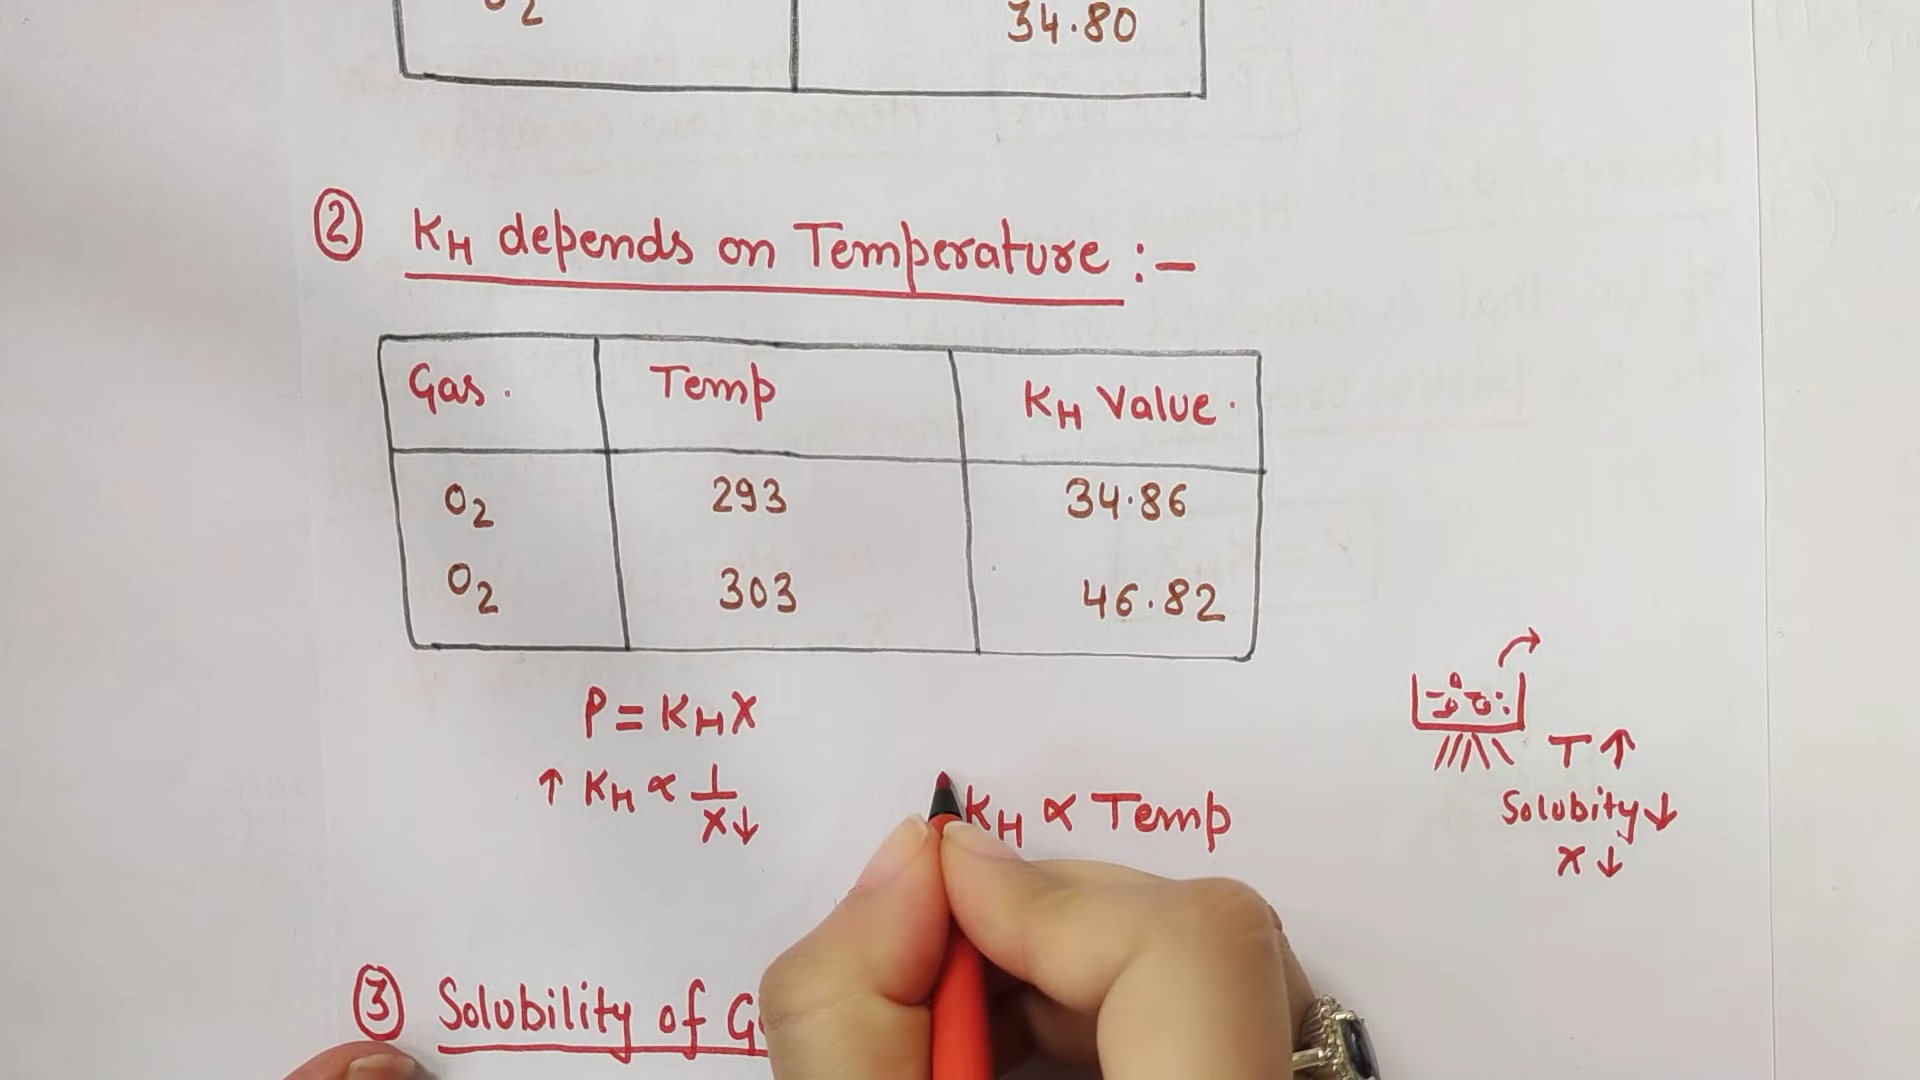 O2 34.80
② KH depends on Temperature :-
Gas. Temp KH Value.
O2 293 34.86
O2 303 46.82
P = KHX
↑ KH ∝ 1/X↓
KH ∝ Temp
T ↑
Solubity ↓
X ↓
③ Solubility of